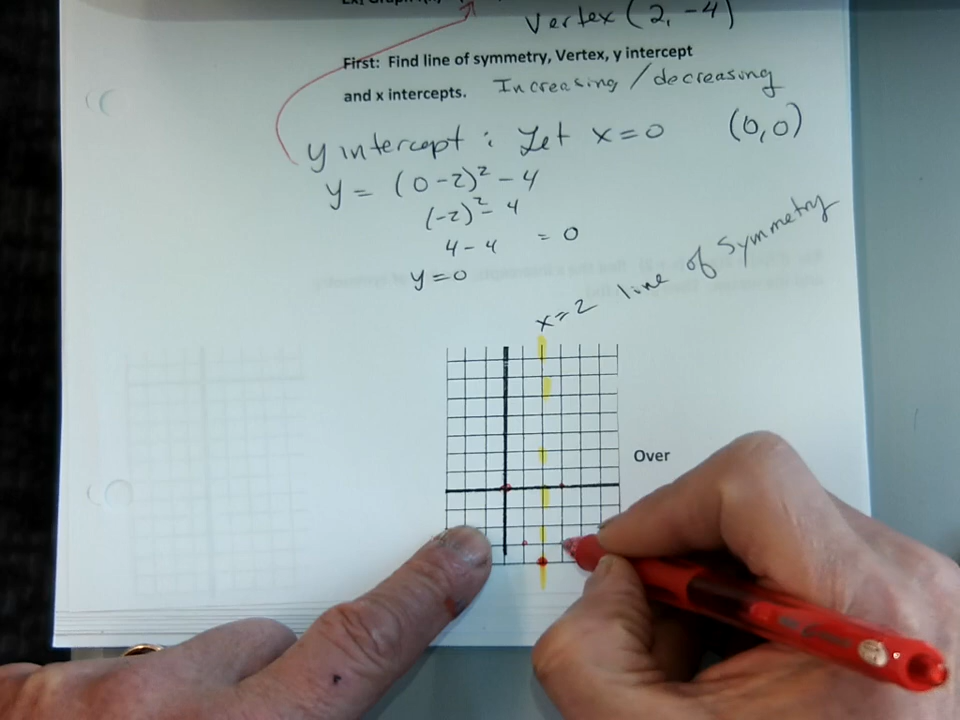 Vertex (2, -4)
First: Find line of symmetry, Vertex, y intercept
and x intercepts. Increasing / decreasing
y intercept : Let x=0 (0,0)
y = (0-2)² - 4
(-2)² - 4
4 - 4 = 0
y=0
x=2 line of symmetry
Over